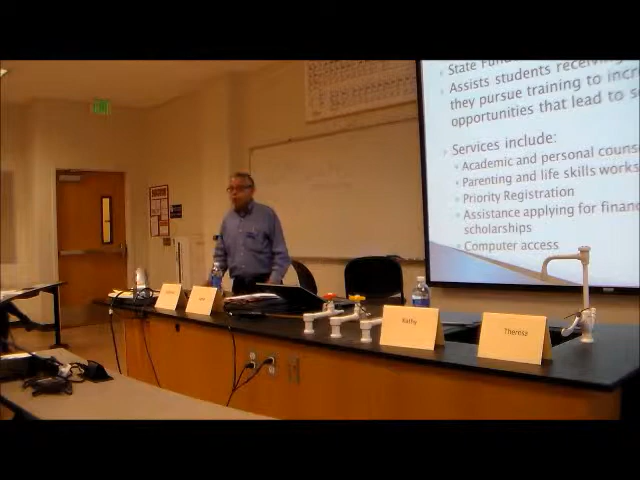 State Fun
Assists students receiving
they pursue training to incre
opportunities that lead to s
Services include:
Academic and personal couns
Parenting and life skills works
Priority Registration
Assistance applying for financ
scholarships
Computer access
Kathy
Theresa